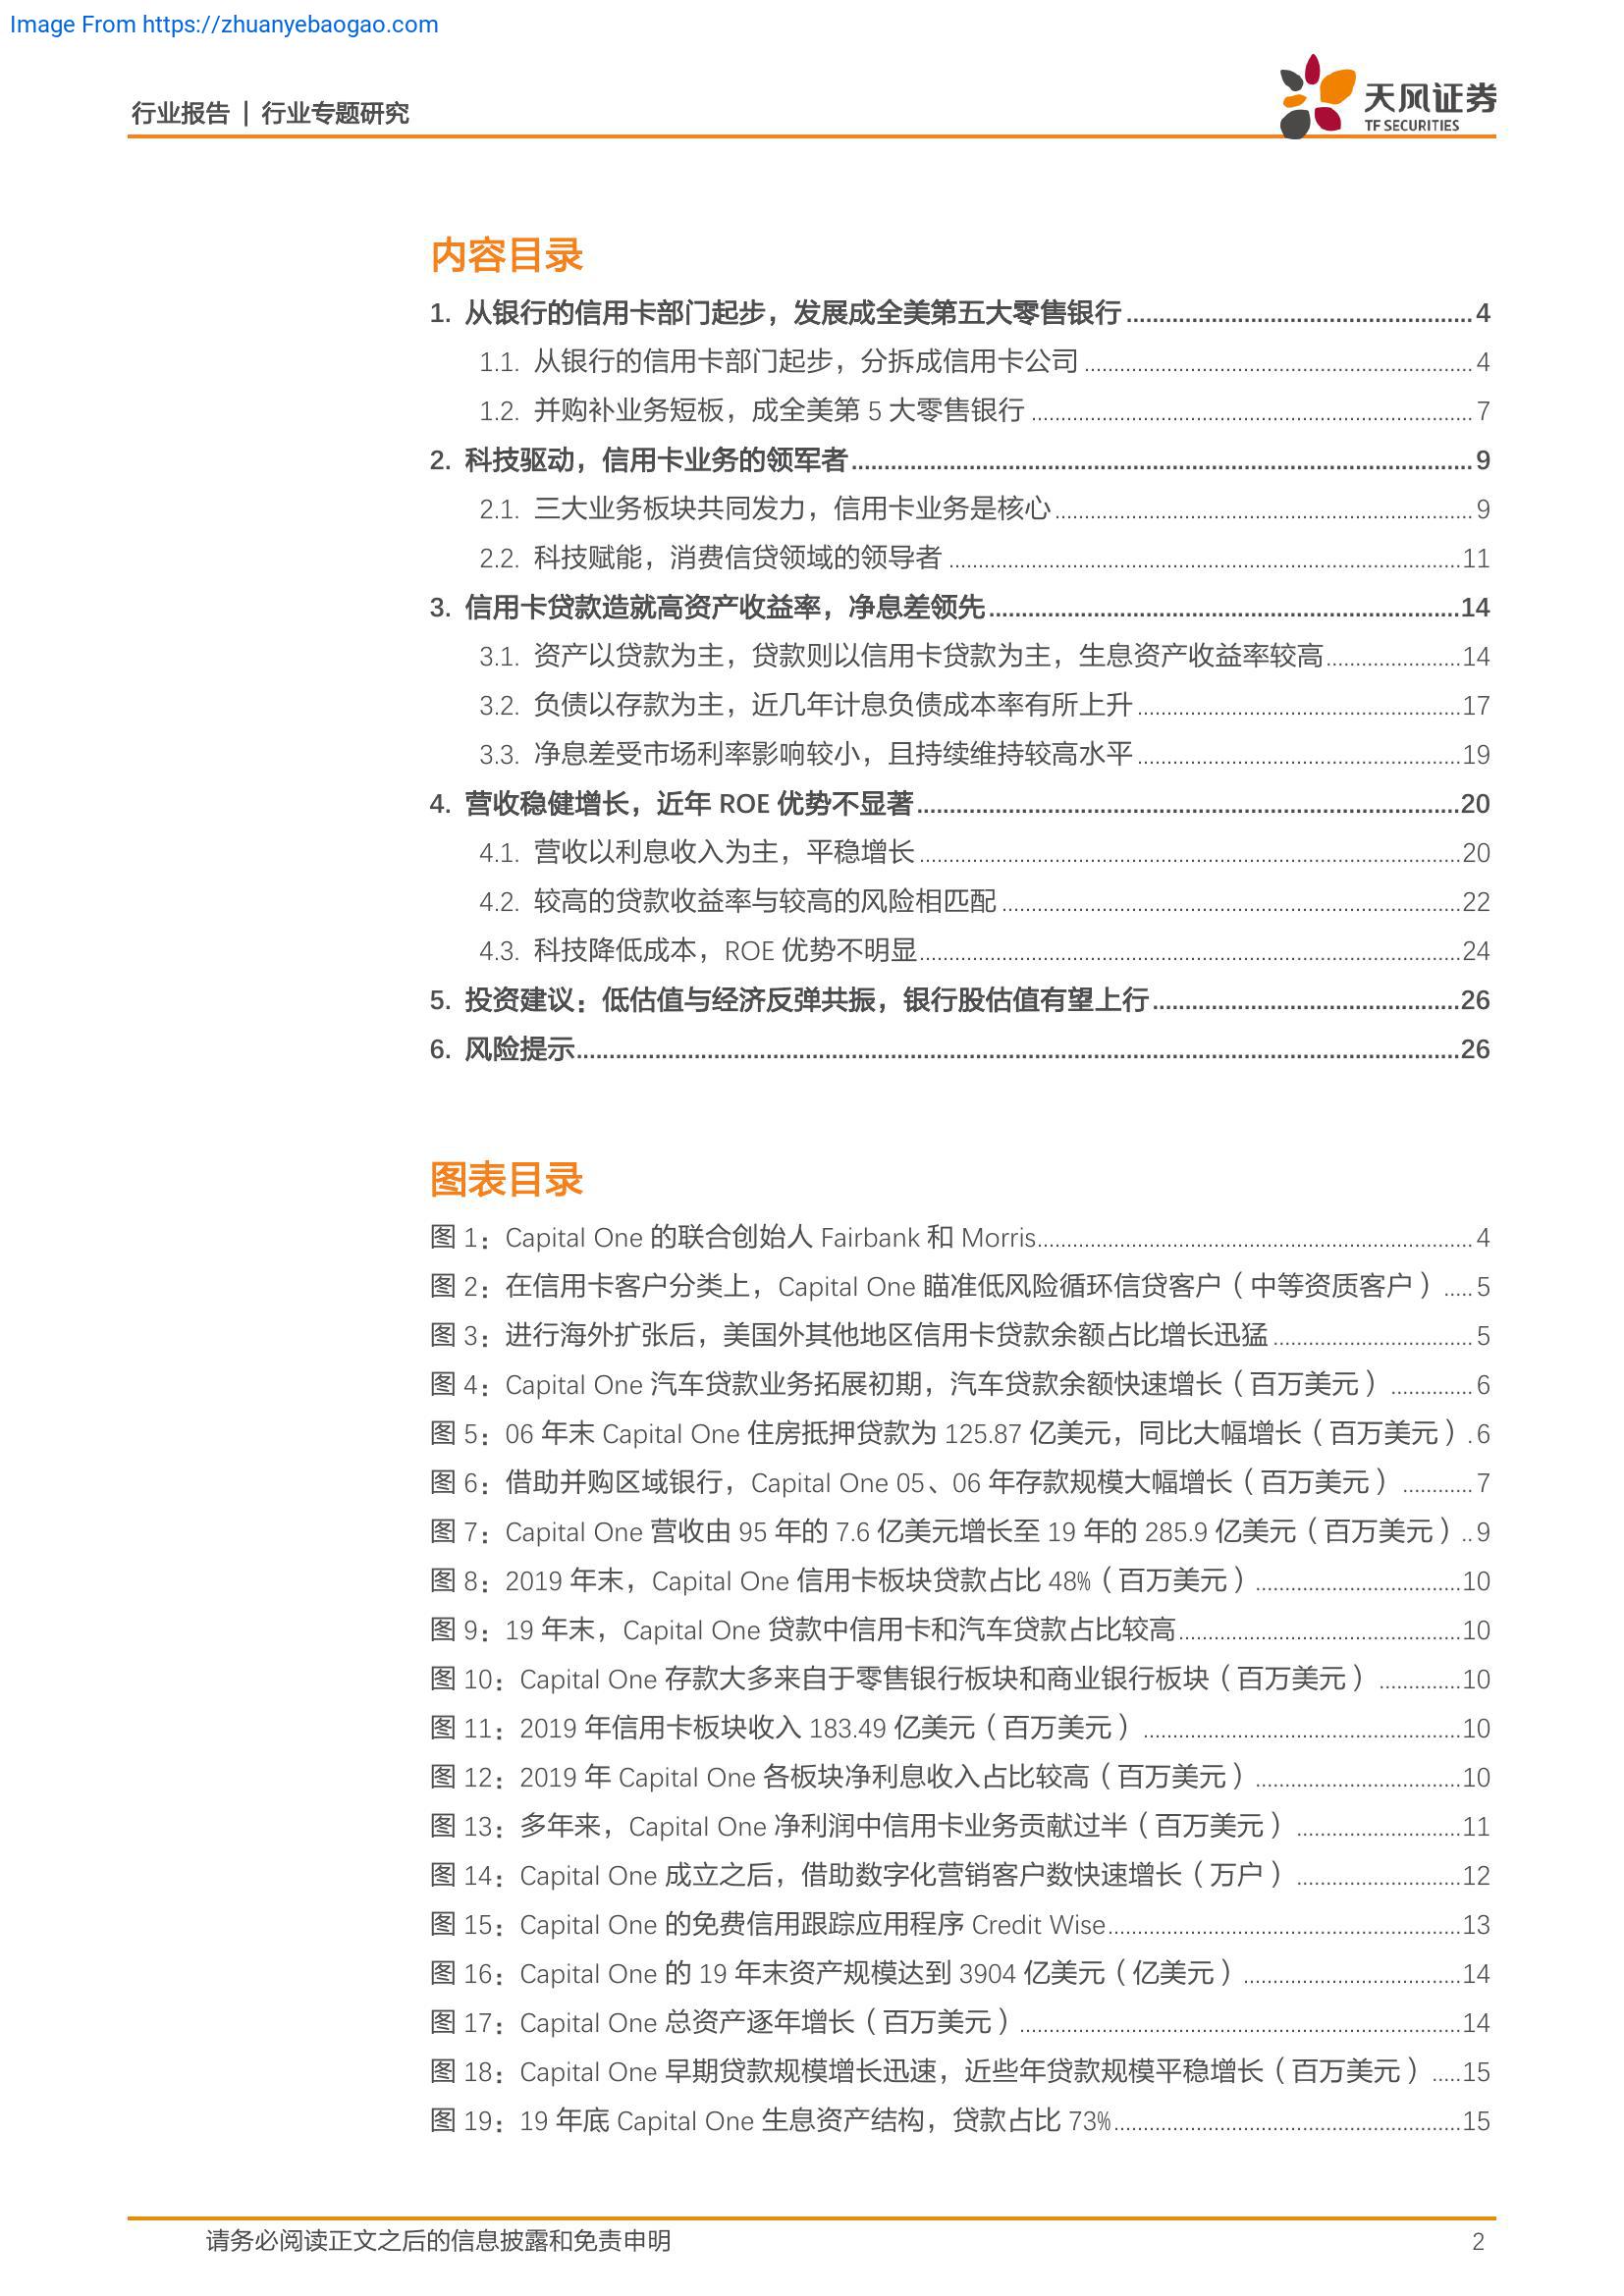 Image From https://zhuanyebaogao.com
行业报告 | 行业专题研究
天风证券
TF SECURITIES
内容目录
1. 从银行的信用卡部门起步，发展成全美第五大零售银行 4
1.1. 从银行的信用卡部门起步，分拆成信用卡公司 4
1.2. 并购补业务短板，成全美第 5 大零售银行 7
2. 科技驱动，信用卡业务的领军者 9
2.1. 三大业务板块共同发力，信用卡业务是核心 9
2.2. 科技赋能，消费信贷领域的领导者 11
3. 信用卡贷款造就高资产收益率，净息差领先 14
3.1. 资产以贷款为主，贷款则以信用卡贷款为主，生息资产收益率较高 14
3.2. 负债以存款为主，近几年计息负债成本率有所上升 17
3.3. 净息差受市场利率影响较小，且持续维持较高水平 19
4. 营收稳健增长，近年 ROE 优势不显著 20
4.1. 营收以利息收入为主，平稳增长 20
4.2. 较高的贷款收益率与较高的风险相匹配 22
4.3. 科技降低成本，ROE 优势不明显 24
5. 投资建议：低估值与经济反弹共振，银行股估值有望上行 26
6. 风险提示 26
图表目录
图 1：Capital One 的联合创始人 Fairbank 和 Morris 4
图 2：在信用卡客户分类上，Capital One 瞄准低风险循环信贷客户（中等资质客户） 5
图 3：进行海外扩张后，美国外其他地区信用卡贷款余额占比增长迅猛 5
图 4：Capital One 汽车贷款业务拓展初期，汽车贷款余额快速增长（百万美元） 6
图 5：06 年末 Capital One 住房抵押贷款为 125.87 亿美元，同比大幅增长（百万美元） 6
图 6：借助并购区域银行，Capital One 05、06 年存款规模大幅增长（百万美元） 7
图 7：Capital One 营收由 95 年的 7.6 亿美元增长至 19 年的 285.9 亿美元（百万美元） 9
图 8：2019 年末，Capital One 信用卡板块贷款占比 48%（百万美元） 10
图 9：19 年末，Capital One 贷款中信用卡和汽车贷款占比较高 10
图 10：Capital One 存款大多来自于零售银行板块和商业银行板块（百万美元） 10
图 11：2019 年信用卡板块收入 183.49 亿美元（百万美元） 10
图 12：2019 年 Capital One 各板块净利息收入占比较高（百万美元） 10
图 13：多年来，Capital One 净利润中信用卡业务贡献过半（百万美元） 11
图 14：Capital One 成立之后，借助数字化营销客户数快速增长（万户） 12
图 15：Capital One 的免费信用跟踪应用程序 Credit Wise 13
图 16：Capital One 的 19 年末资产规模达到 3904 亿美元（亿美元） 14
图 17：Capital One 总资产逐年增长（百万美元） 14
图 18：Capital One 早期贷款规模增长迅速，近些年贷款规模平稳增长（百万美元） 15
图 19：19 年底 Capital One 生息资产结构，贷款占比 73% 15
请务必阅读正文之后的信息披露和免责申明 2